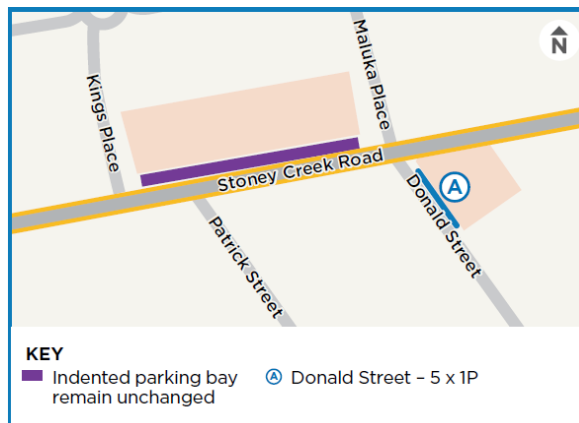 N
Kings Place
Maluka Place
Stoney Creek Road
A
Donald Street
Patrick Street
KEY
Indented parking bay
remain unchanged
A Donald Street – 5 x 1P